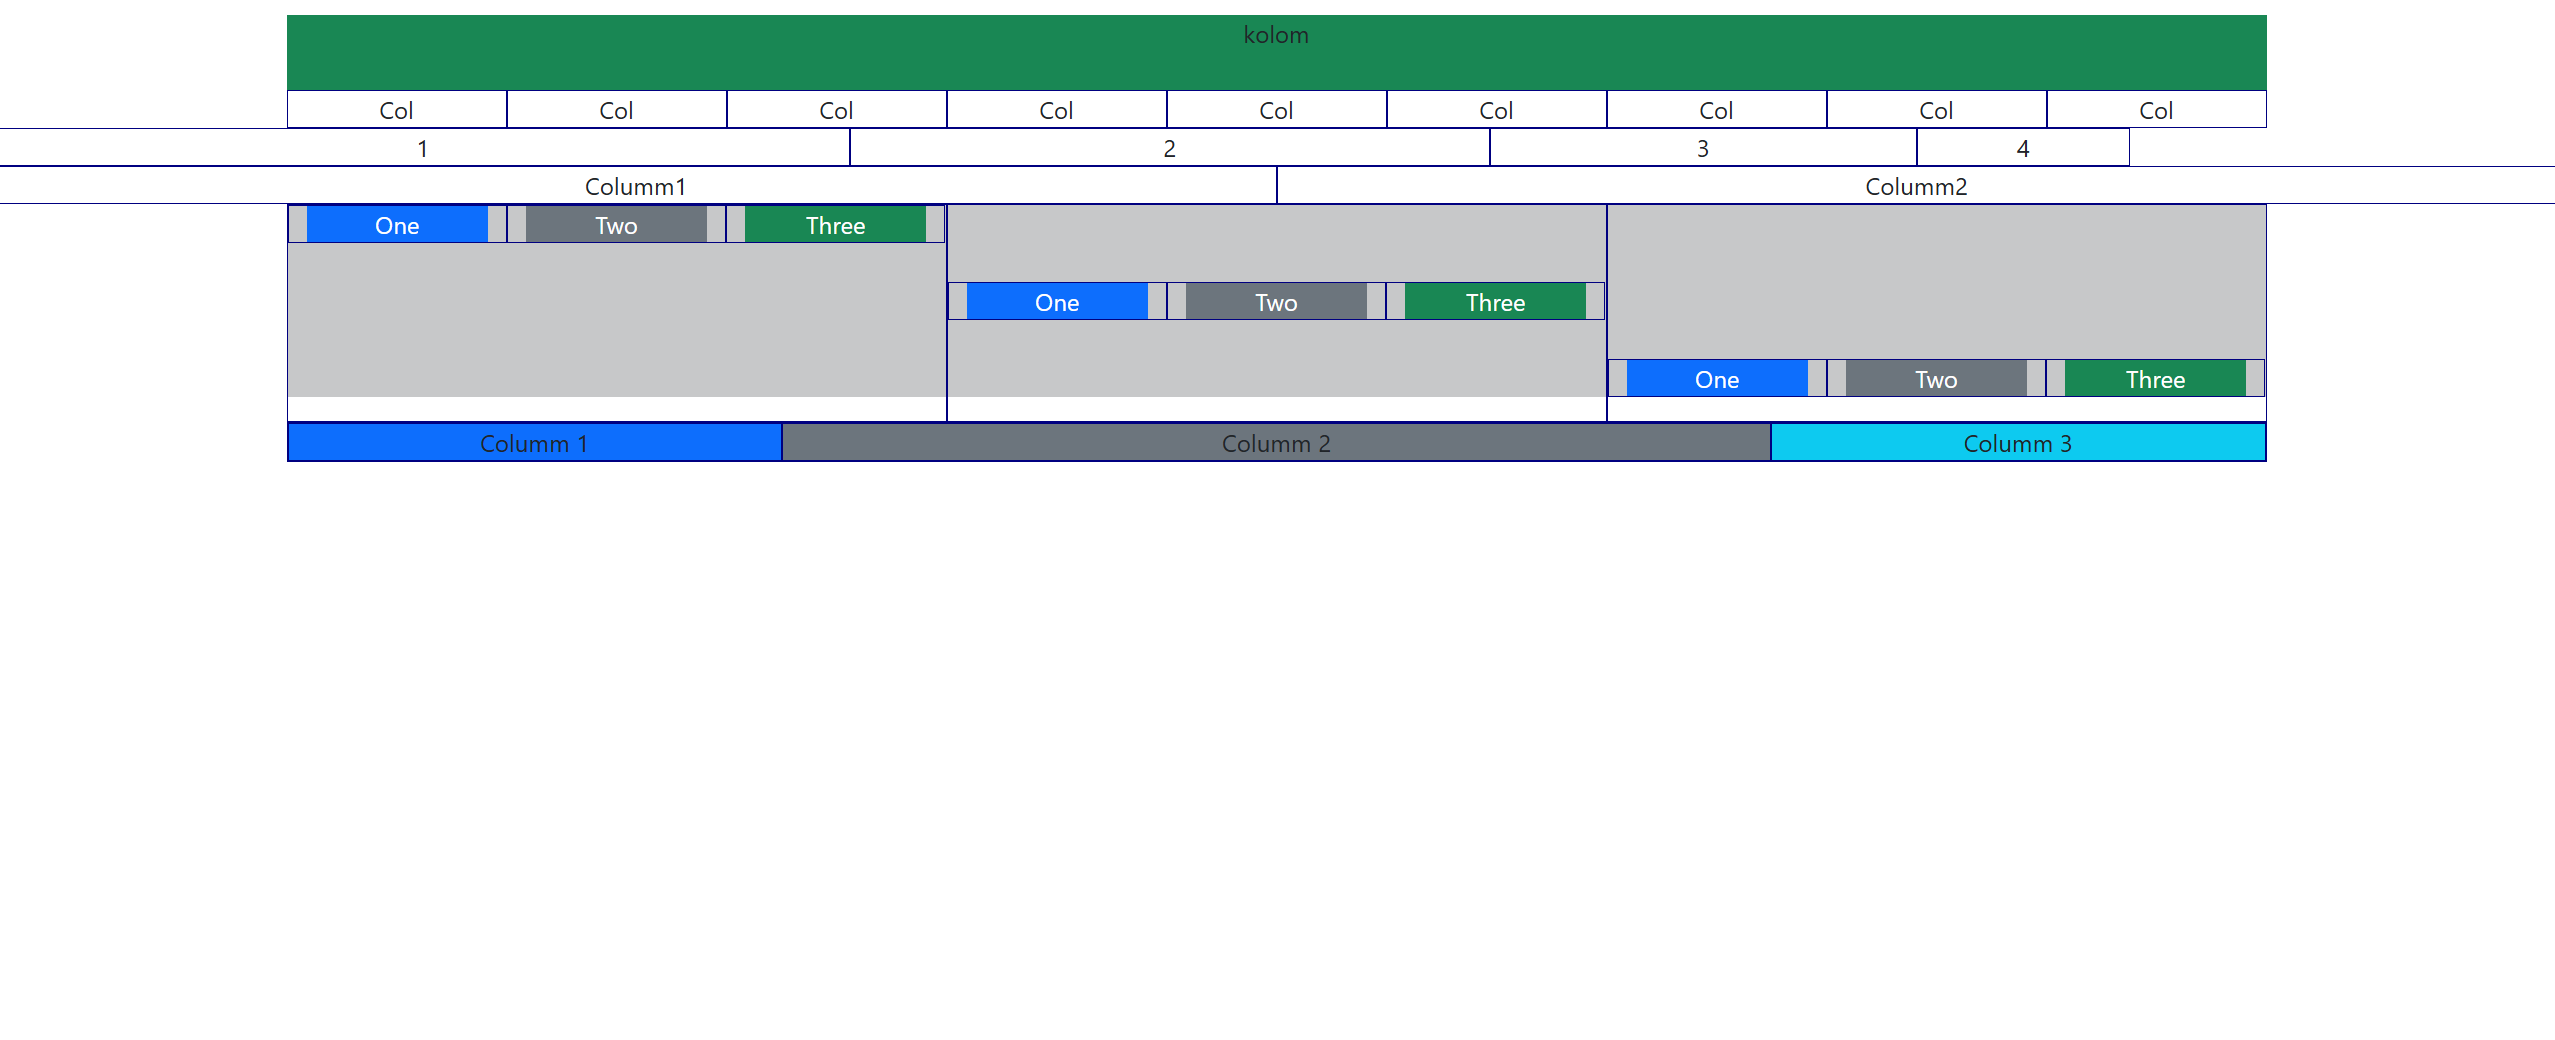 kolom
Col Col Col Col Col Col Col Col Col
1 2 3 4
Columm1 Columm2
One Two Three
One Two Three
One Two Three
Columm 1 Columm 2 Columm 3